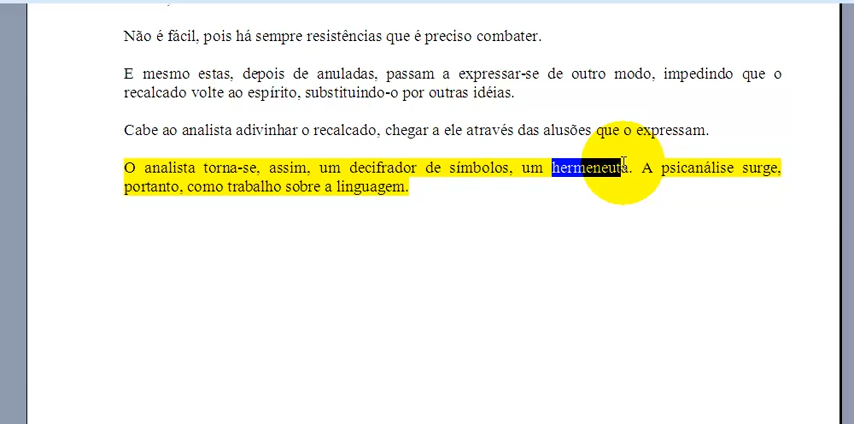 Não é fácil, pois há sempre resistências que é preciso combater.
E mesmo estas, depois de anuladas, passam a expressar-se de outro modo, impedindo que o
recalcado volte ao espírito, substituindo-o por outras idéias.
Cabe ao analista adivinhar o recalcado, chegar a ele através das alusões que o expressam.
O analista torna-se, assim, um decifrador de símbolos, um hermeneuta. A psicanálise surge,
portanto, como trabalho sobre a linguagem.